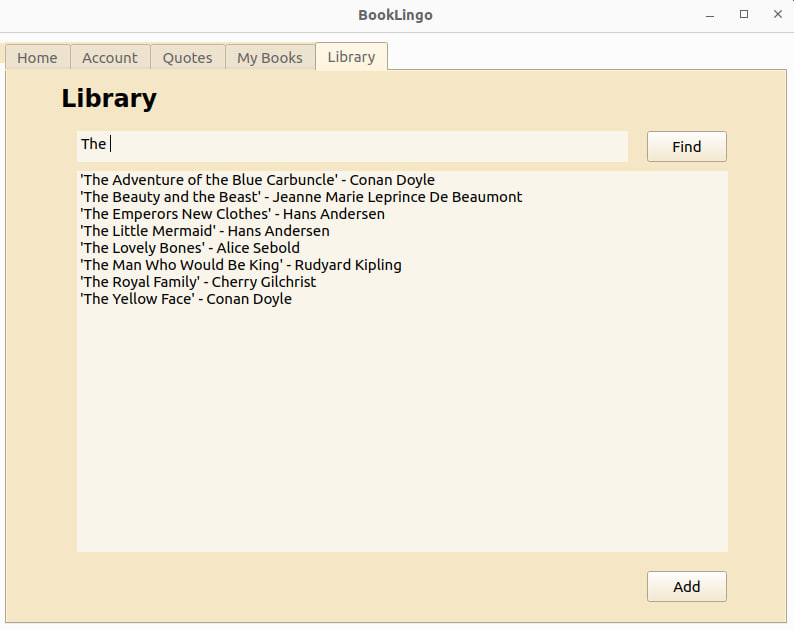 BookLingo
Home Account Quotes My Books Library
Library
The
Find
'The Adventure of the Blue Carbuncle' - Conan Doyle
'The Beauty and the Beast' - Jeanne Marie Leprince De Beaumont
'The Emperors New Clothes' - Hans Andersen
'The Little Mermaid' - Hans Andersen
'The Lovely Bones' - Alice Sebold
'The Man Who Would Be King' - Rudyard Kipling
'The Royal Family' - Cherry Gilchrist
'The Yellow Face' - Conan Doyle
Add